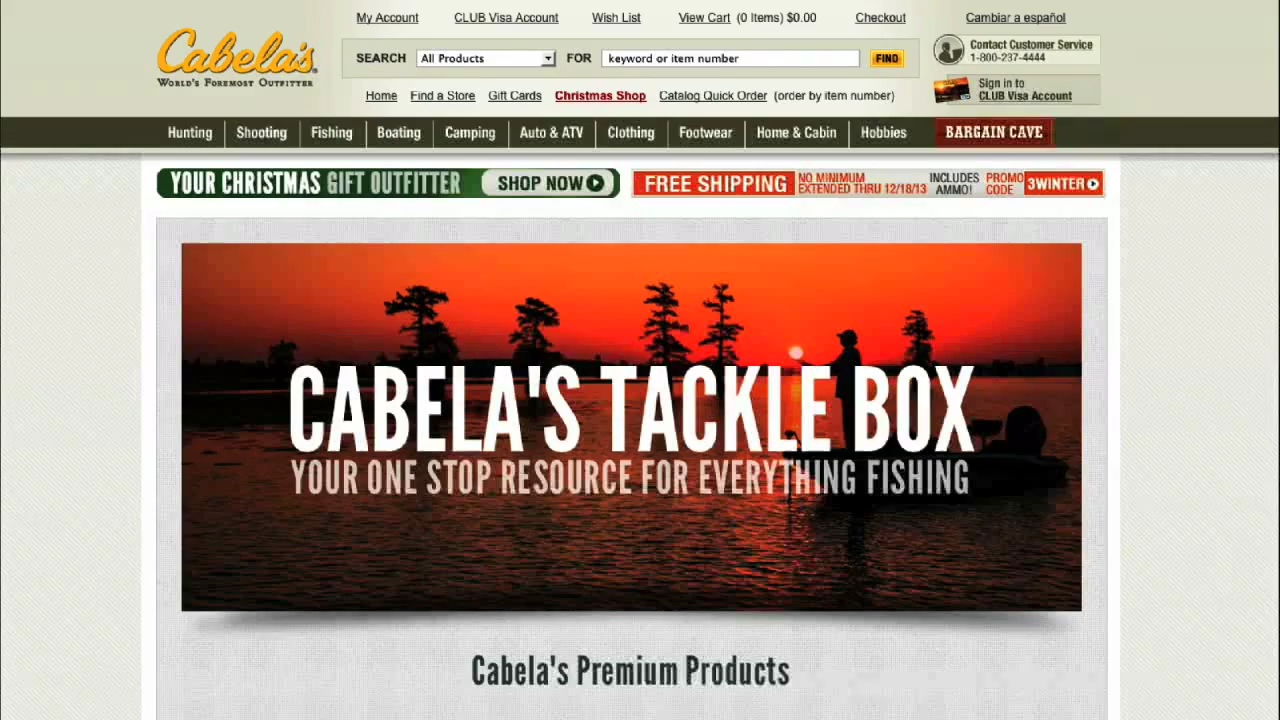 My Account CLUB Visa Account Wish List View Cart (0 Items) $0.00 Checkout Cambiar a español
Cabela's
WORLD'S FOREMOST OUTFITTER
SEARCH All Products FOR keyword or item number FIND
Contact Customer Service
1-800-237-4444
Home Find a Store Gift Cards Christmas Shop Catalog Quick Order (order by item number)
Sign in to
CLUB Visa Account
Hunting Shooting Fishing Boating Camping Auto & ATV Clothing Footwear Home & Cabin Hobbies BARGAIN CAVE
YOUR CHRISTMAS GIFT OUTFITTER SHOP NOW
FREE SHIPPING NO MINIMUM EXTENDED THRU 12/18/13 INCLUDES AMMO! PROMO CODE 3WINTER
CABELA'S TACKLE BOX
YOUR ONE STOP RESOURCE FOR EVERYTHING FISHING
Cabela's Premium Products